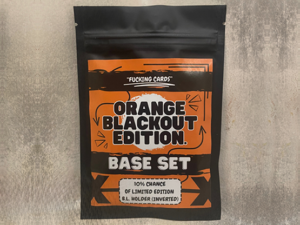 "FUCKING CARDS"
ORANGE
BLACKOUT
EDITION.
BASE SET
10% CHANCE
OF LIMITED EDITION
B.L. HOLDER (INVERTED)